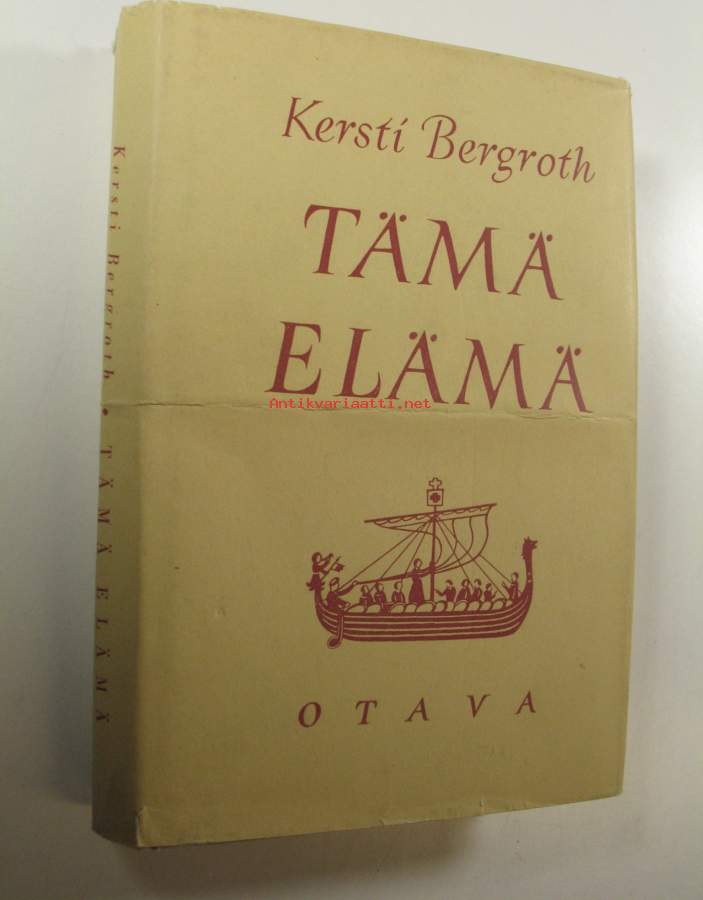 Kersti Bergroth
TÄMÄ
ELÄMÄ
Antikvariaatti.net
OTAVA
Kersti Bergroth • TÄMÄ ELÄMÄ